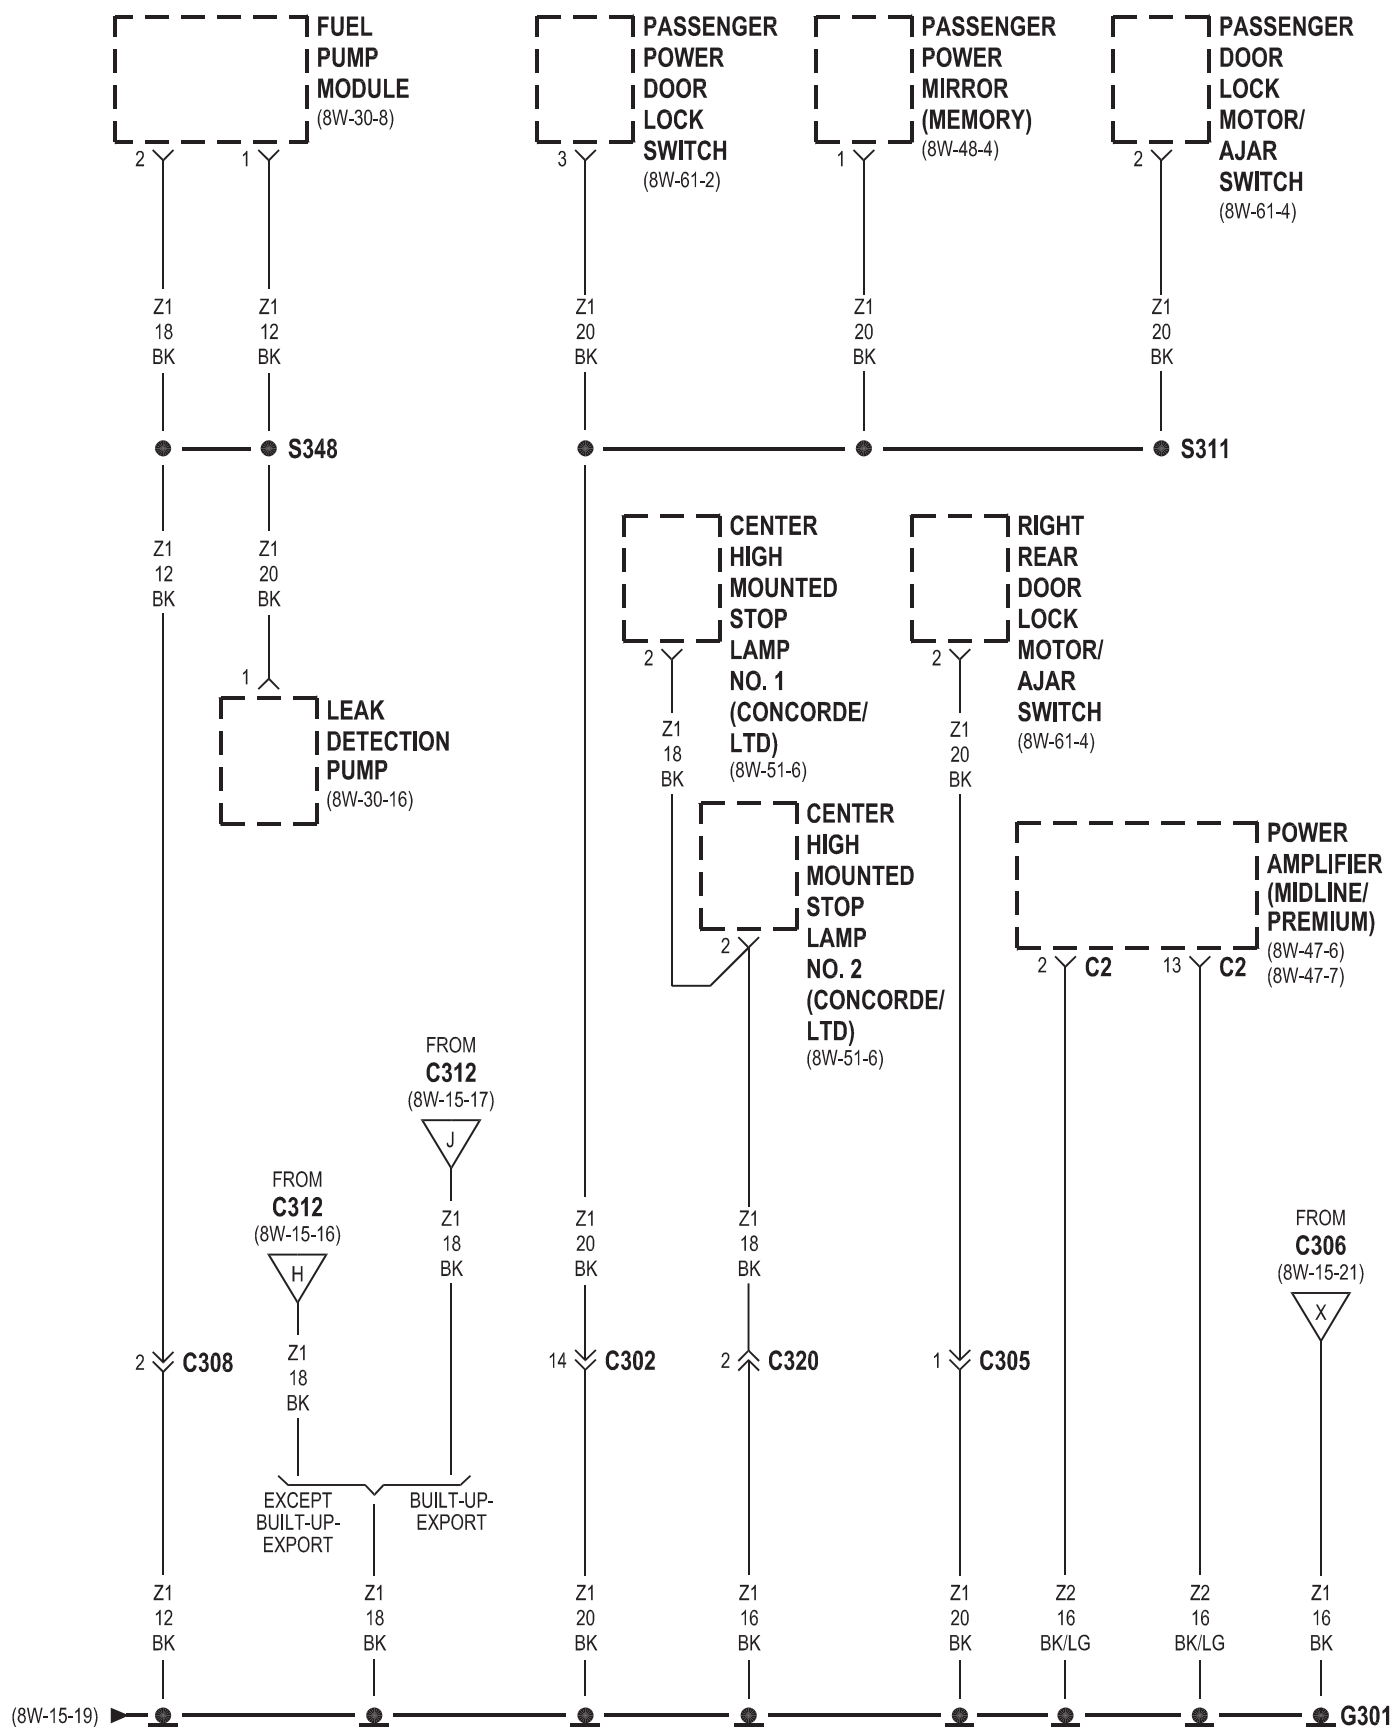 FUEL
PUMP
MODULE
(8W-30-8)
PASSENGER
POWER
DOOR
LOCK
SWITCH
(8W-61-2)
PASSENGER
POWER
MIRROR
(MEMORY)
(8W-48-4)
PASSENGER
DOOR
LOCK
MOTOR/
AJAR
SWITCH
(8W-61-4)
2
1
3
1
2
Z1
18
BK
Z1
12
BK
Z1
20
BK
Z1
20
BK
Z1
20
BK
S348
S311
Z1
12
BK
Z1
20
BK
1
LEAK
DETECTION
PUMP
(8W-30-16)
CENTER
HIGH
MOUNTED
STOP
LAMP
NO. 1
(CONCORDE/
LTD)
(8W-51-6)
2
Z1
18
BK
RIGHT
REAR
DOOR
LOCK
MOTOR/
AJAR
SWITCH
(8W-61-4)
2
Z1
20
BK
CENTER
HIGH
MOUNTED
STOP
LAMP
NO. 2
(CONCORDE/
LTD)
(8W-51-6)
2
POWER
AMPLIFIER
(MIDLINE/
PREMIUM)
(8W-47-6)
(8W-47-7)
2 C2
13 C2
FROM
C312
(8W-15-17)
J
FROM
C312
(8W-15-16)
H
Z1
18
BK
Z1
20
BK
Z1
18
BK
FROM
C306
(8W-15-21)
X
Z1
18
BK
2 C308
14 C302
2 C320
1 C305
EXCEPT
BUILT-UP-
EXPORT
BUILT-UP-
EXPORT
Z1
12
BK
Z1
18
BK
Z1
20
BK
Z1
16
BK
Z1
20
BK
Z2
16
BK/LG
Z2
16
BK/LG
Z1
16
BK
(8W-15-19)
G301